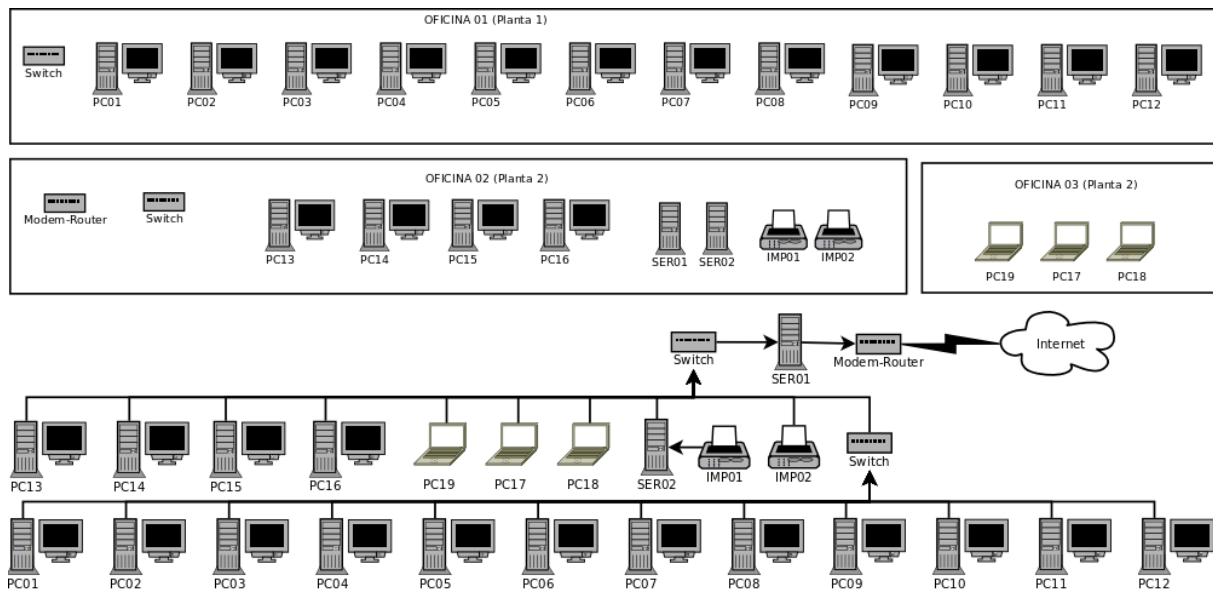 OFICINA 01 (Planta 1)
Switch
PC01 PC02 PC03 PC04 PC05 PC06 PC07 PC08 PC09 PC10 PC11 PC12
OFICINA 02 (Planta 2)
Modem-Router Switch
PC13 PC14 PC15 PC16 SER01 SER02 IMP01 IMP02
OFICINA 03 (Planta 2)
PC19 PC17 PC18
Switch SER01 Modem-Router Internet
PC13 PC14 PC15 PC16 PC19 PC17 PC18 SER02 IMP01 IMP02 Switch
PC01 PC02 PC03 PC04 PC05 PC06 PC07 PC08 PC09 PC10 PC11 PC12